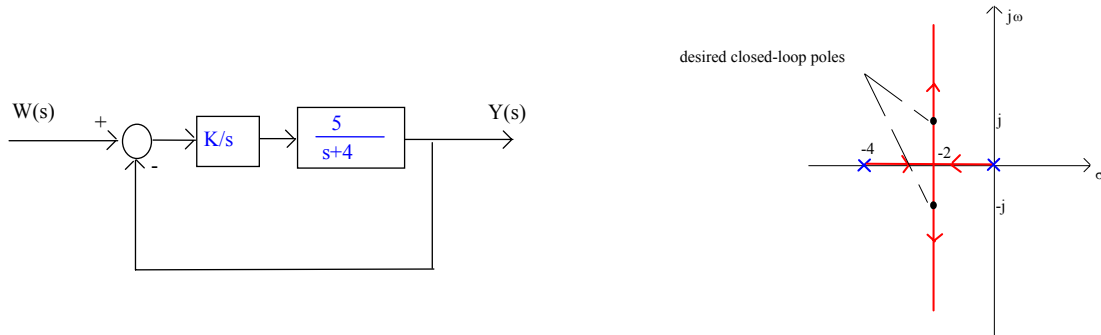 W(s)
+
-
K/s
5
s+4
Y(s)
jω
desired closed-loop poles
j
-4
-2
-j
σ